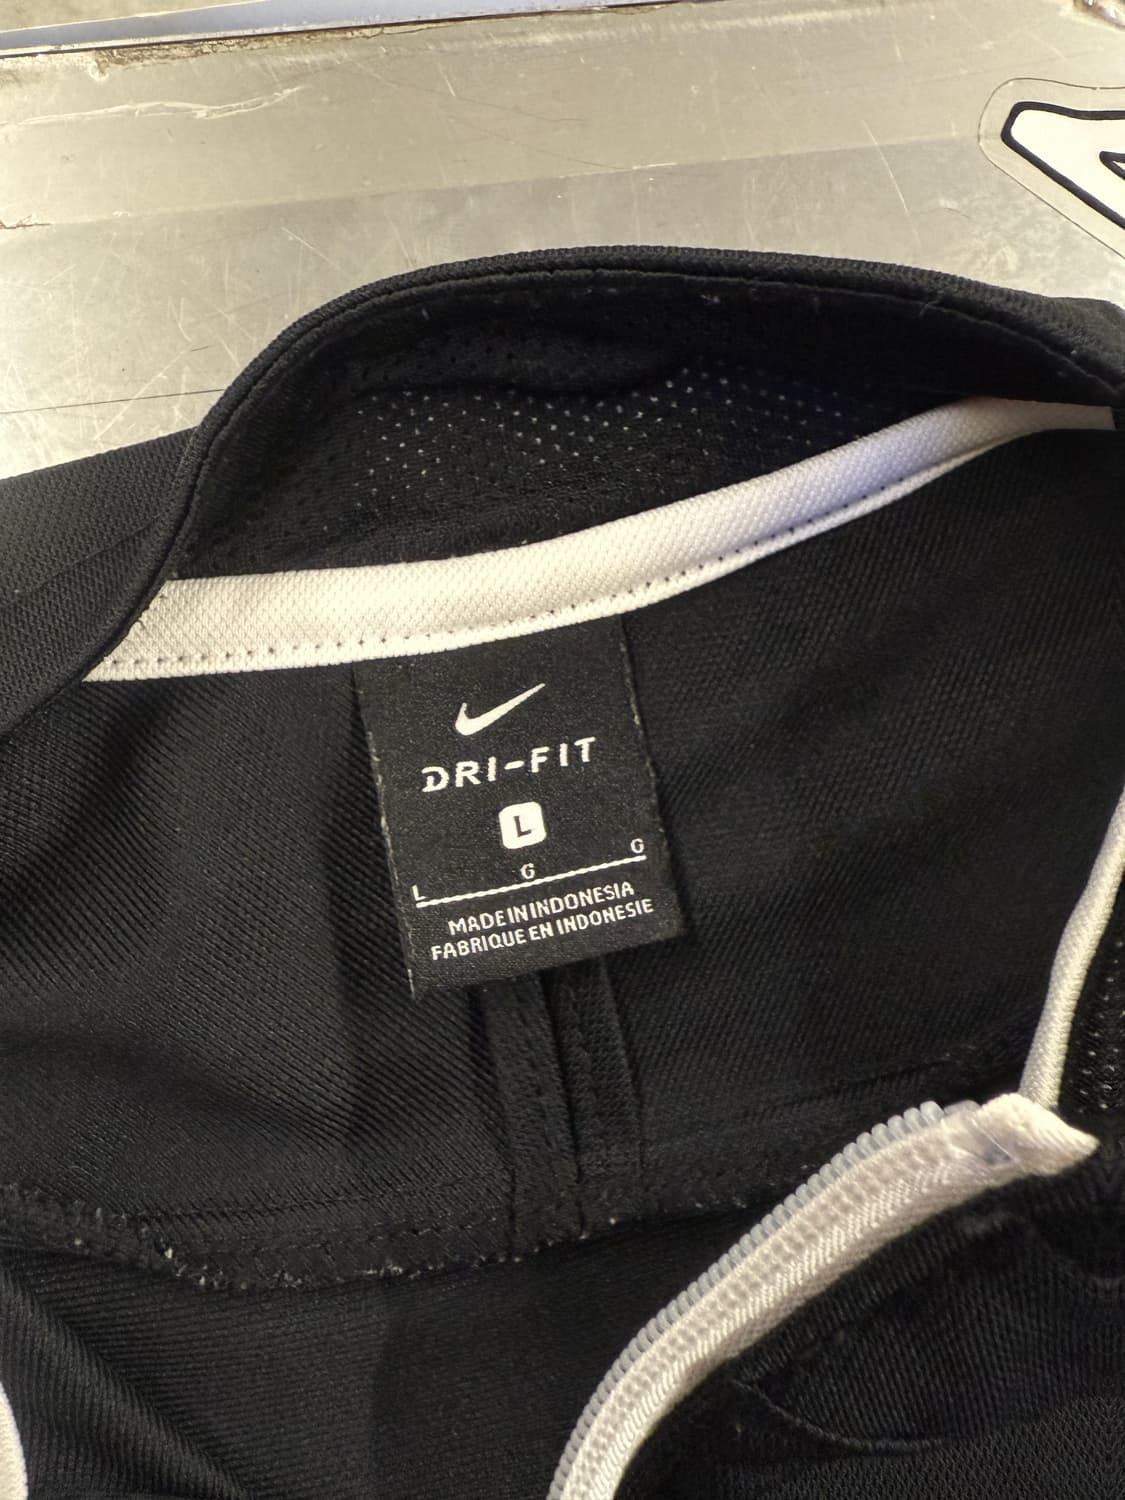 DRI-FIT
L
L G G
MADE IN INDONESIA
FABRIQUE EN INDONESIE